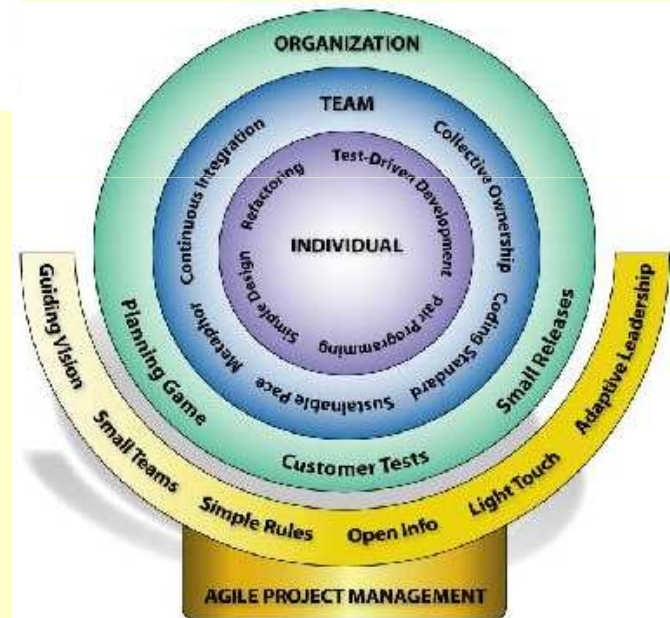 ORGANIZATION
TEAM
Continuous Integration
Collective Ownership
Refactoring
Test-Driven Development
INDIVIDUAL
Simple Design
Pair Programming
Metaphor
Sustainable Pace
Coding Standard
Planning Game
Customer Tests
Small Releases
Guiding Vision
Small Teams
Simple Rules
Open Info
Light Touch
Adaptive Leadership
AGILE PROJECT MANAGEMENT